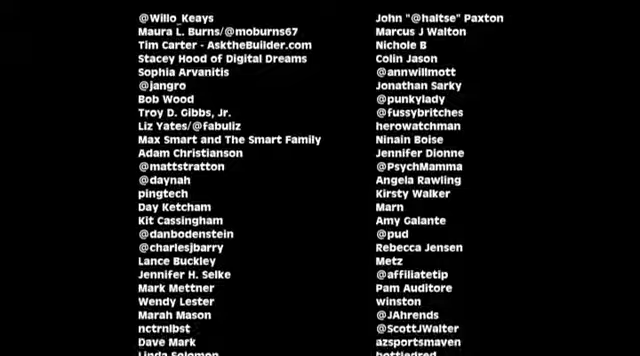 @Willo_Keays
Maura L. Burns/@moburns67
Tim Carter - AsktheBuilder.com
Stacey Hood of Digital Dreams
Sophia Arvanitis
@jangro
Bob Wood
Troy D. Gibbs, Jr.
Liz Yates/@fabuliz
Max Smart and The Smart Family
Adam Christianson
@mattstratton
@daynah
pingtech
Day Ketcham
Kit Cassingham
@danbodenstein
@charlesjbarry
Lance Buckley
Jennifer H. Selke
Mark Mettner
Wendy Lester
Marah Mason
nctrnlbst
Dave Mark
Linda Solomon
John "@haltse" Paxton
Marcus J Walton
Nichole B
Colin Jason
@annwillmott
Jonathan Sarky
@punkylady
@fussybritches
herowatchman
Ninain Boise
Jennifer Dionne
@PsychMamma
Angela Rawling
Kirsty Walker
Marn
Amy Galante
@pud
Rebecca Jensen
Metz
@affiliatetip
Pam Auditore
winston
@JAhrends
@ScottJWalter
azsportsmaven
bottledred